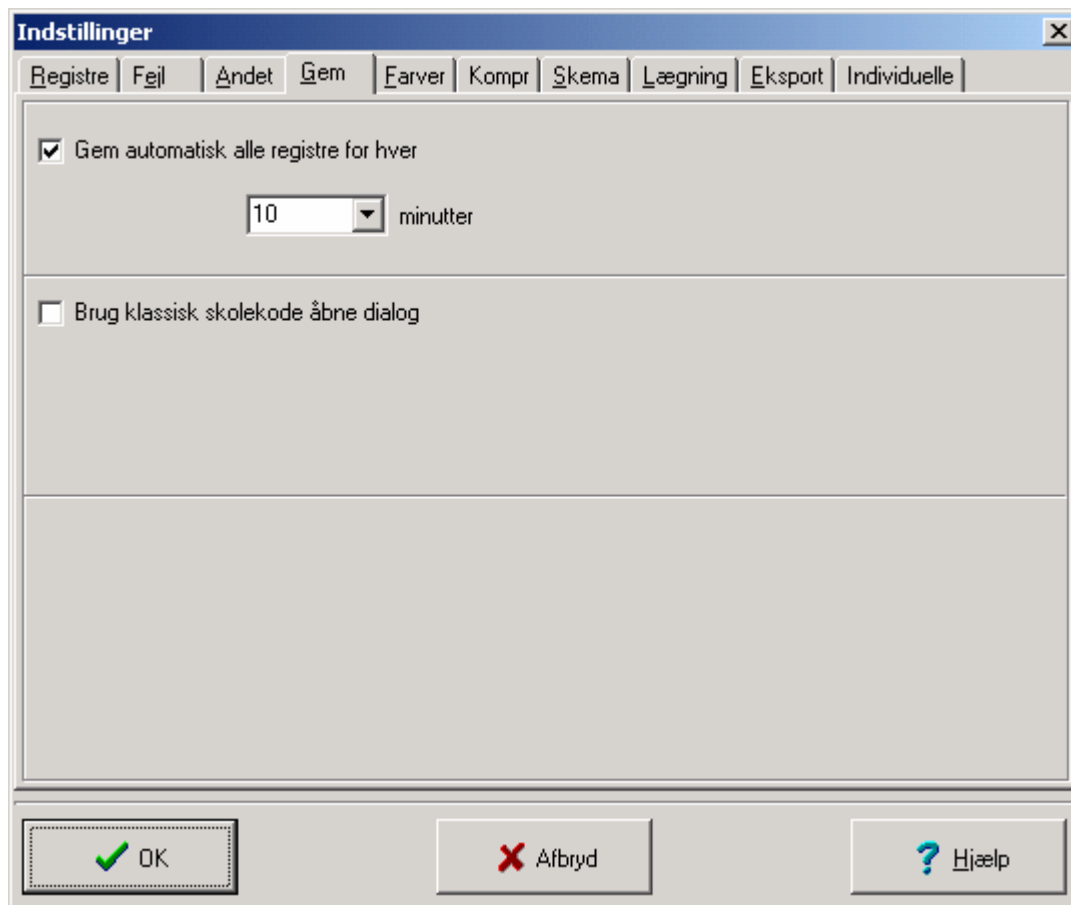 Indstillinger
Registre Fejl Andet Gem Farver Kompr Skema Lægning Eksport Individuelle
Gem automatisk alle registre for hver
10 minutter
Brug klassisk skolekode åbne dialog
OK Afbryd Hjælp